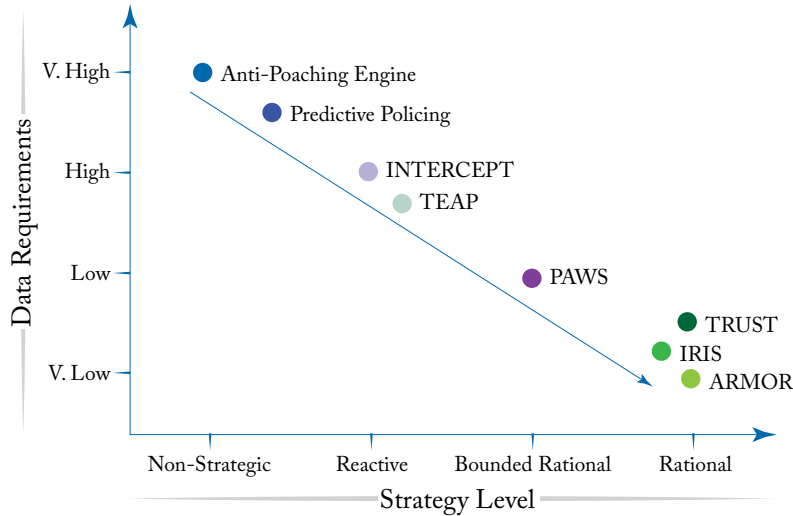 V. High
Anti-Poaching Engine
Predictive Policing
High
INTERCEPT
TEAP
Low
PAWS
TRUST
IRIS
V. Low
ARMOR
Data Requirements
Non-Strategic
Reactive
Bounded Rational
Rational
Strategy Level